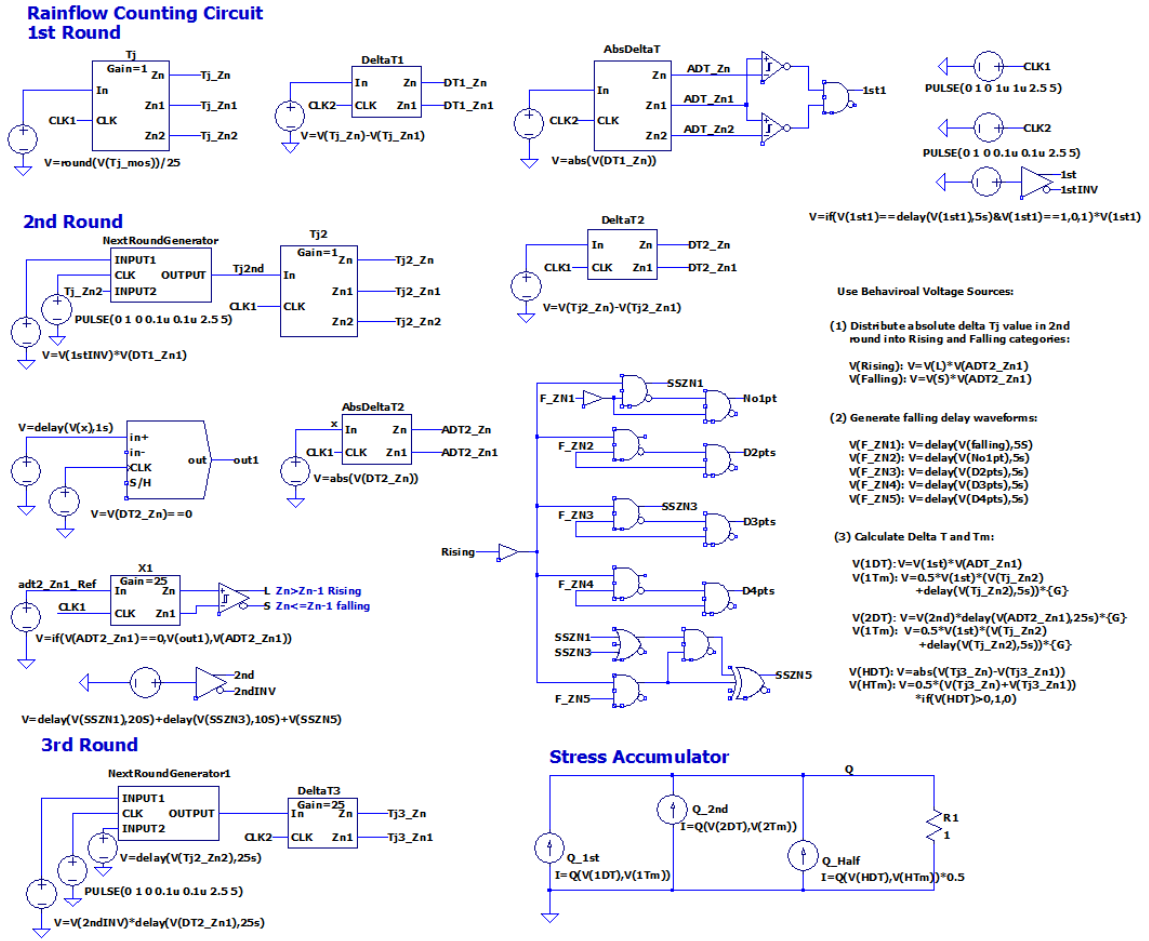 Rainflow Counting Circuit
1st Round
Tj
Gain=1
In
CLK
Zn
Zn1
Zn2
Tj_Zn
Tj_Zn1
Tj_Zn2
CLK1
V=round(V(Tj_mos))/25
DeltaT1
In
Zn
CLK
Zn1
DT1_Zn
DT1_Zn1
CLK2
V=V(Tj_Zn)-V(Tj_Zn1)
AbsDeltaT
In
CLK
Zn
Zn1
Zn2
ADT_Zn
ADT_Zn1
ADT_Zn2
CLK2
V=abs(V(DT1_Zn))
1st1
CLK1
PULSE(0 1 0 1u 1u 2.5 5)
CLK2
PULSE(0 1 0 0.1u 0.1u 2.5 5)
1st
1stINV
V=if(V(1st1)==delay(V(1st1),5s)&V(1st1)==1,0,1)*V(1st1)
2nd Round
NextRoundGenerator
INPUT1
CLK
OUTPUT
INPUT2
Tj_Zn2
PULSE(0 1 0 0.1u 0.1u 2.5 5)
V=V(1stINV)*V(DT1_Zn1)
Tj2nd
Tj2
Gain=1
In
CLK
Zn
Zn1
Zn2
CLK1
Tj2_Zn
Tj2_Zn1
Tj2_Zn2
DeltaT2
In
Zn
CLK
Zn1
CLK1
DT2_Zn
DT2_Zn1
V=V(Tj2_Zn)-V(Tj2_Zn1)
Use Behaviroal Voltage Sources:
(1) Distribute absolute delta Tj value in 2nd
round into Rising and Falling categories:
V(Rising): V=V(L)*V(ADT2_Zn1)
V(Falling): V=V(S)*V(ADT2_Zn1)
(2) Generate falling delay waveforms:
V(F_ZN1): V=delay(V(falling),5S)
V(F_ZN2): V=delay(V(No1pt),5s)
V(F_ZN3): V=delay(V(D2pts),5s)
V(F_ZN4): V=delay(V(D3pts),5s)
V(F_ZN5): V=delay(V(D4pts),5s)
(3) Calculate Delta T and Tm:
V(1DT): V=V(1st)*V(ADT_Zn1)
V(1Tm): V=0.5*V(1st)*(V(Tj_Zn2)
+delay(V(Tj_Zn2),5s))*{G}
V(2DT): V=V(2nd)*delay(V(ADT2_Zn1),25s)*{G}
V(1Tm): V=0.5*V(1st)*(V(Tj_Zn2)
+delay(V(Tj_Zn2),5s))*{G}
V(HDT): V=abs(V(Tj3_Zn)-V(Tj3_Zn1))
V(HTm): V=0.5*(V(Tj3_Zn)+V(Tj3_Zn1))
*if(V(HDT)>0,1,0)
V=delay(V(x),1s)
in+
in-
CLK
S/H
out
out1
V=V(DT2_Zn)==0
AbsDeltaT2
x
In
Zn
CLK
Zn1
CLK1
ADT2_Zn
ADT2_Zn1
V=abs(V(DT2_Zn))
Rising
F_ZN1
SSZN1
No1pt
F_ZN2
D2pts
F_ZN3
SSZN3
D3pts
F_ZN4
D4pts
SSZN1
SSZN3
F_ZN5
SSZN5
adt2_Zn1_Ref
X1
Gain=25
In
Zn
CLK
Zn1
CLK1
L Zn>Zn-1 Rising
S Zn<=Zn-1 falling
V=if(V(ADT2_Zn1)==0,V(out1),V(ADT2_Zn1))
2nd
2ndINV
V=delay(V(SSZN1),20S)+delay(V(SSZN3),10S)+V(SSZN5)
3rd Round
NextRoundGenerator1
INPUT1
CLK
OUTPUT
INPUT2
V=delay(V(Tj2_Zn2),25s)
PULSE(0 1 0 0.1u 0.1u 2.5 5)
V=V(2ndINV)*delay(V(DT2_Zn1),25s)
DeltaT3
Gain=25
In
Zn
CLK
Zn1
CLK2
Tj3_Zn
Tj3_Zn1
Stress Accumulator
Q
Q_1st
I=Q(V(1DT),V(1Tm))
Q_2nd
I=Q(V(2DT),V(2Tm))
Q_Half
I=Q(V(HDT),V(HTm))*0.5
R1
1